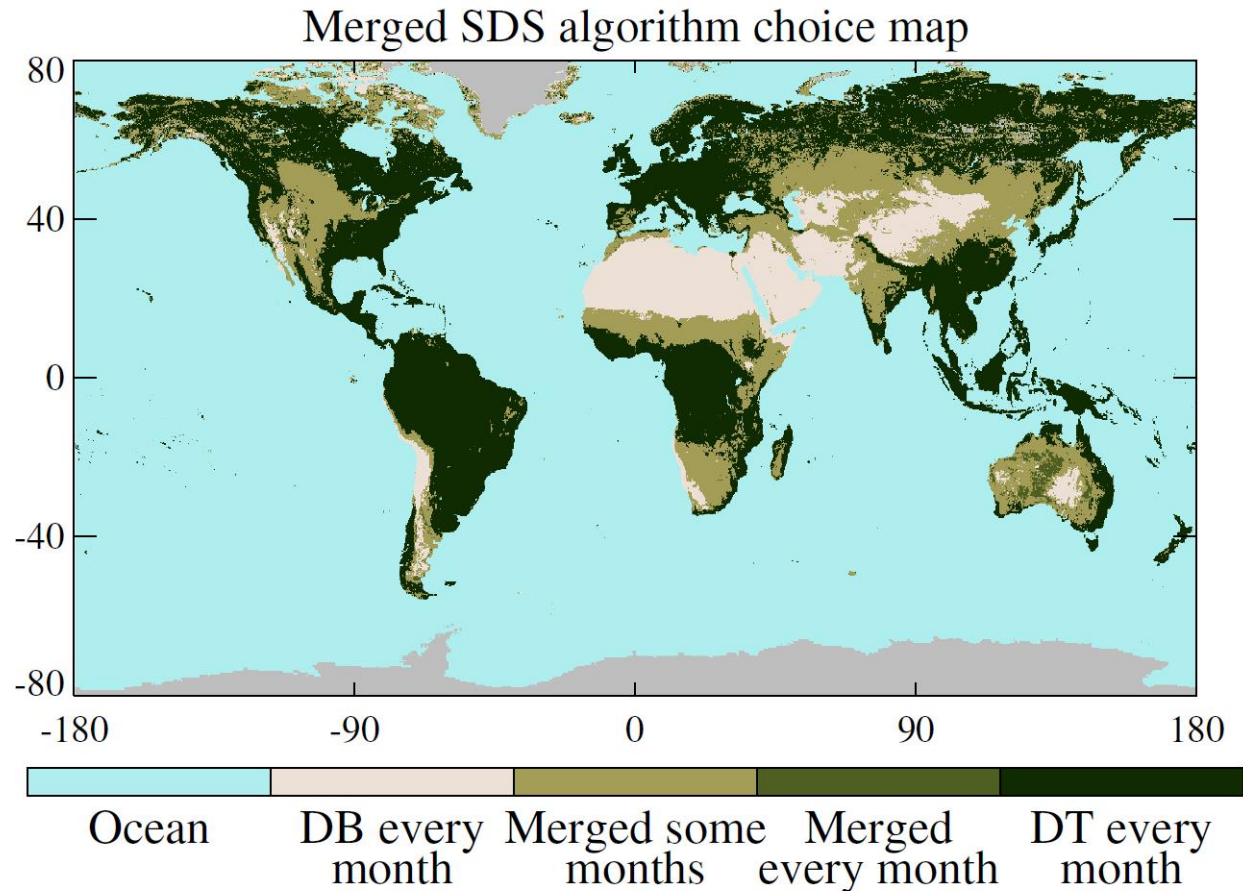 Merged SDS algorithm choice map
80
40
0
-40
-80
-180 -90 0 90 180
Ocean DB every month Merged some months Merged every month DT every month